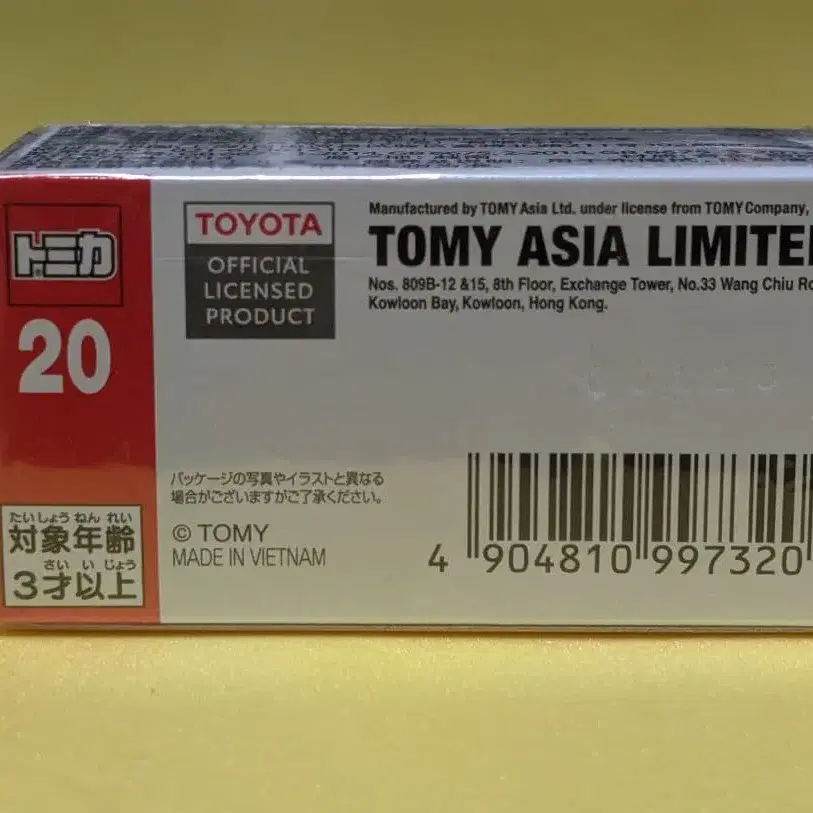 トミカ
20
TOYOTA
OFFICIAL
LICENSED
PRODUCT
Manufactured by TOMY Asia Ltd. under license from TOMY Company,
TOMY ASIA LIMITE
Nos. 809B-12 &15, 8th Floor, Exchange Tower, No.33 Wang Chiu
Kowloon Bay, Kowloon, Hong Kong.
パッケージの写真やイラストと異なる
場合がございますがご了承ください。
© TOMY
MADE IN VIETNAM
たいしょう ねん れい
対象年齢
さい い じょう
3才以上
4 904810 997320